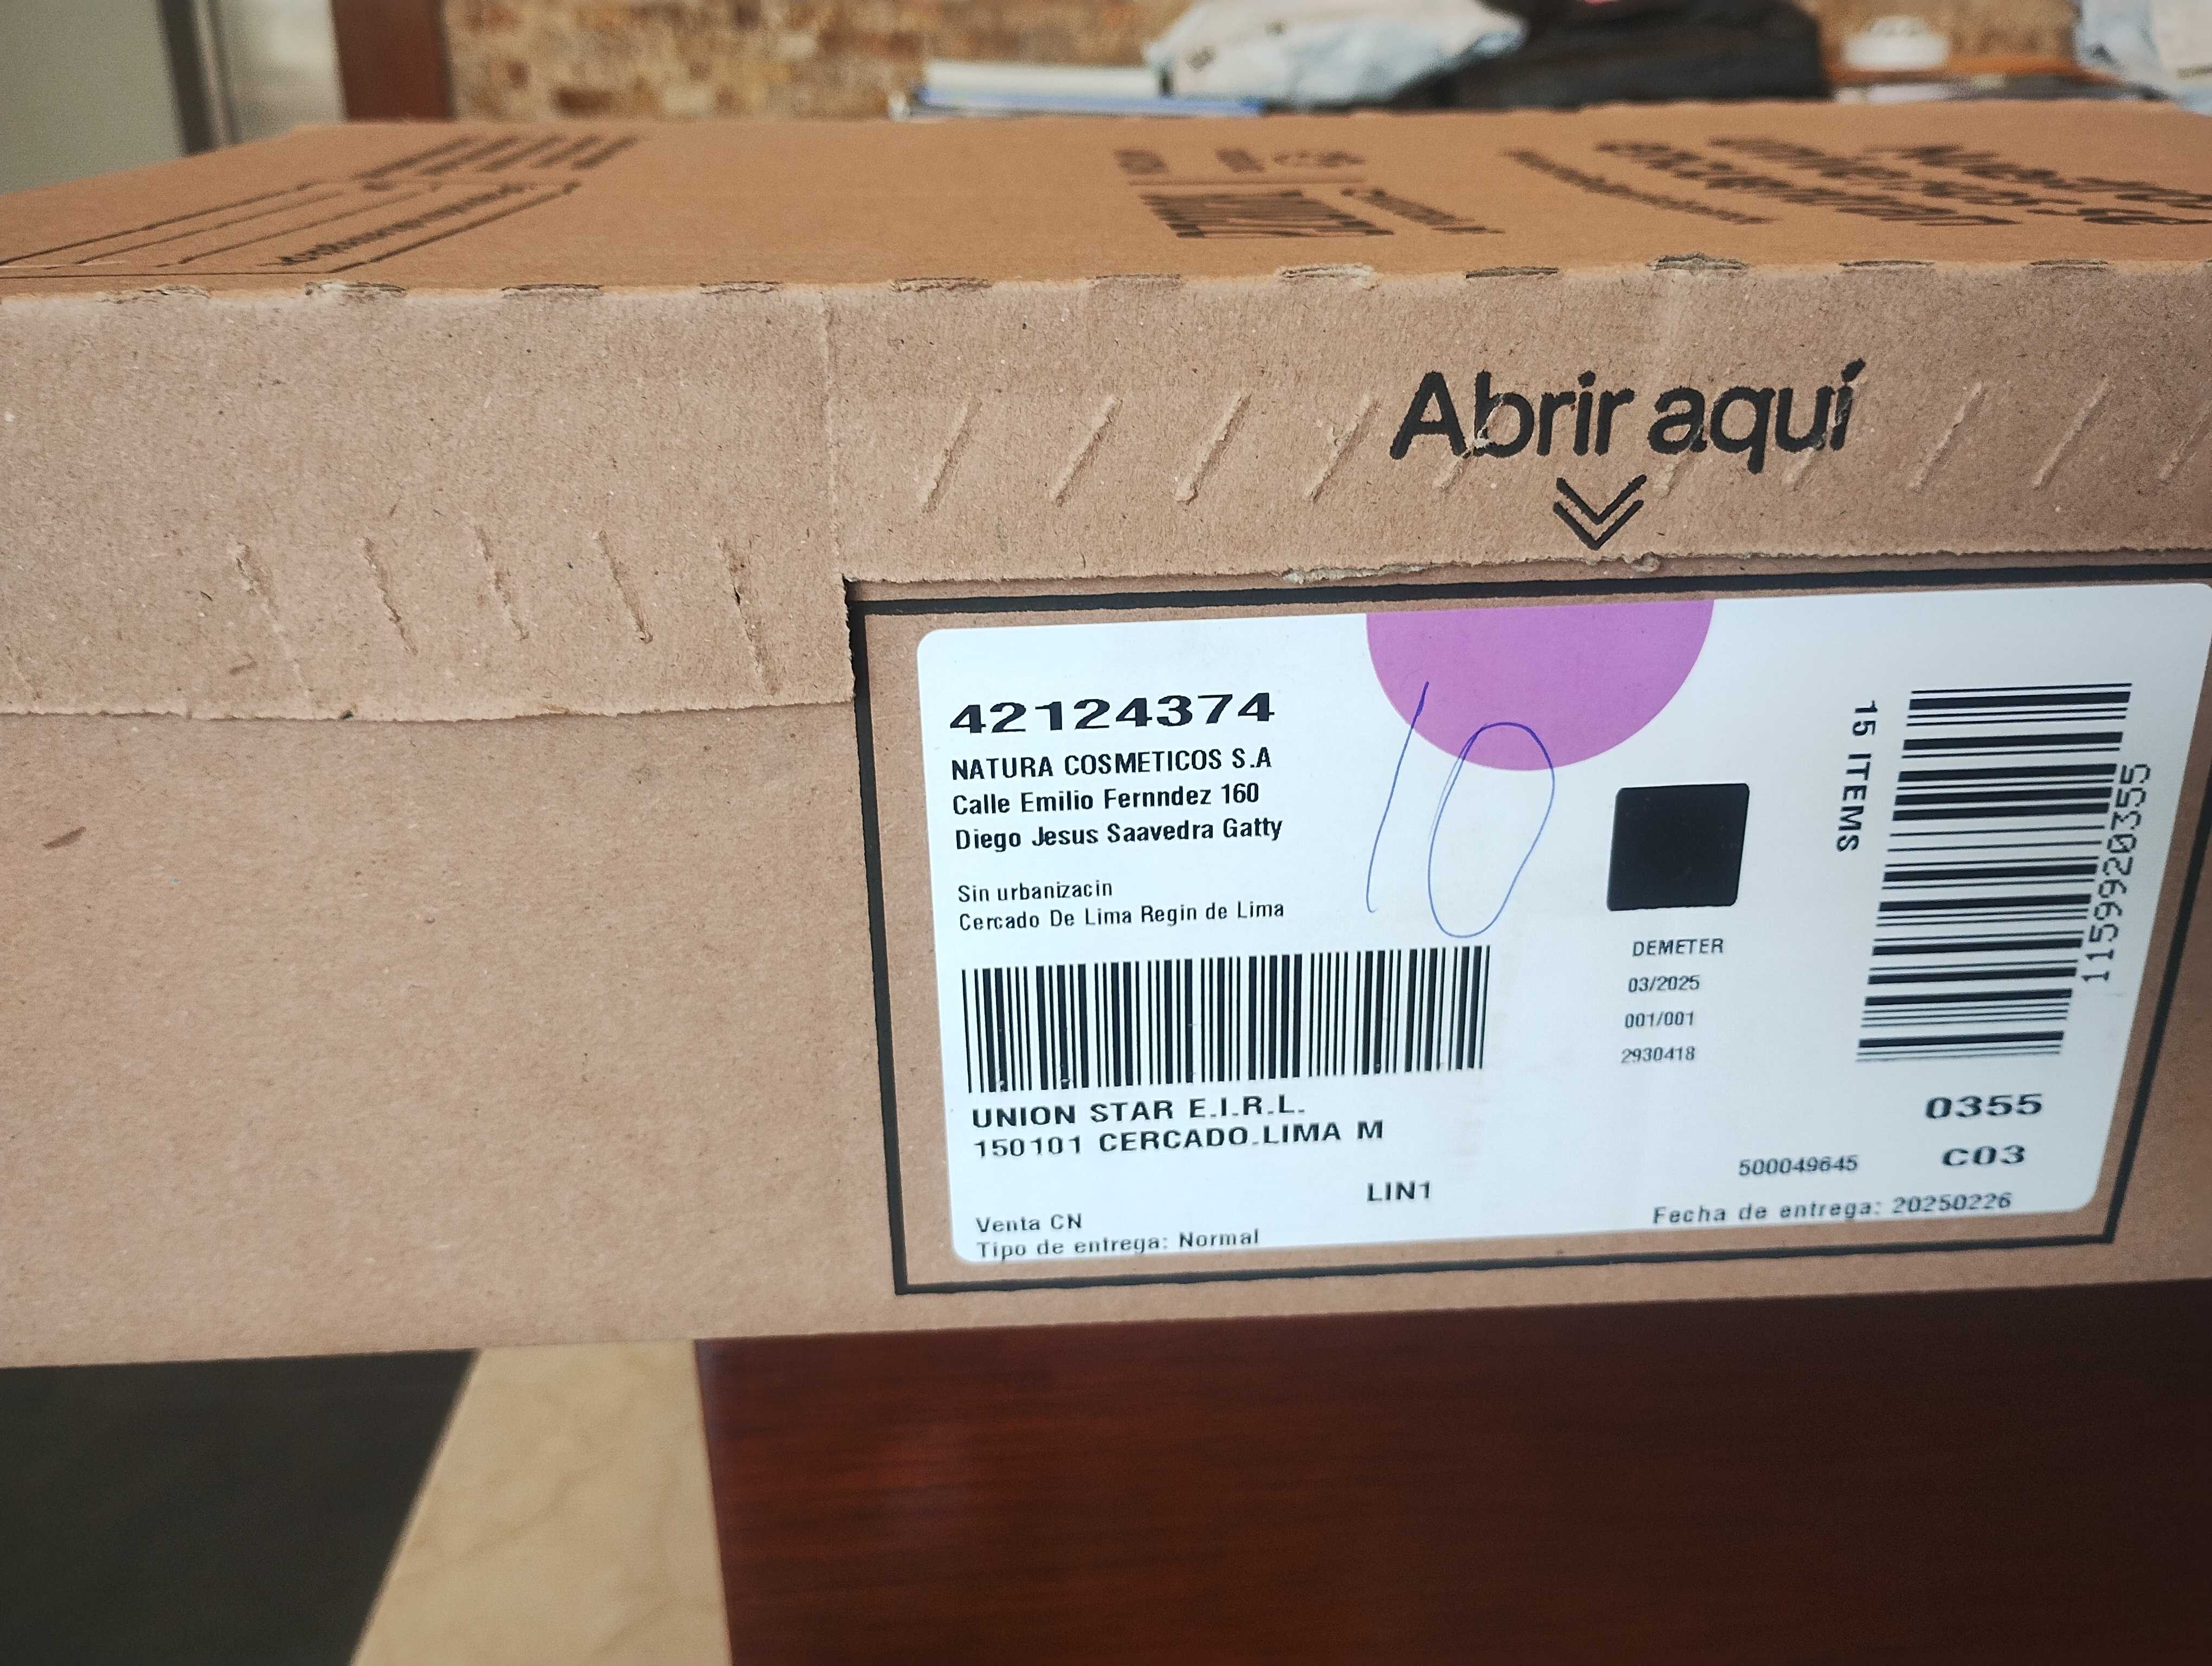 Abrir aquí
42124374
NATURA COSMETICOS S.A
Calle Emilio Fernndez 160
Diego Jesus Saavedra Gatty
Sin urbanizacin
Cercado De Lima Regin de Lima
10
15 ITEMS
1159920355
DEMETER
03/2025
001/001
2930418
UNION STAR E.I.R.L.
150101 CERCADO.LIMA M
LIN1
0355
500049645
C03
Venta CN
Tipo de entrega: Normal
Fecha de entrega: 20250226